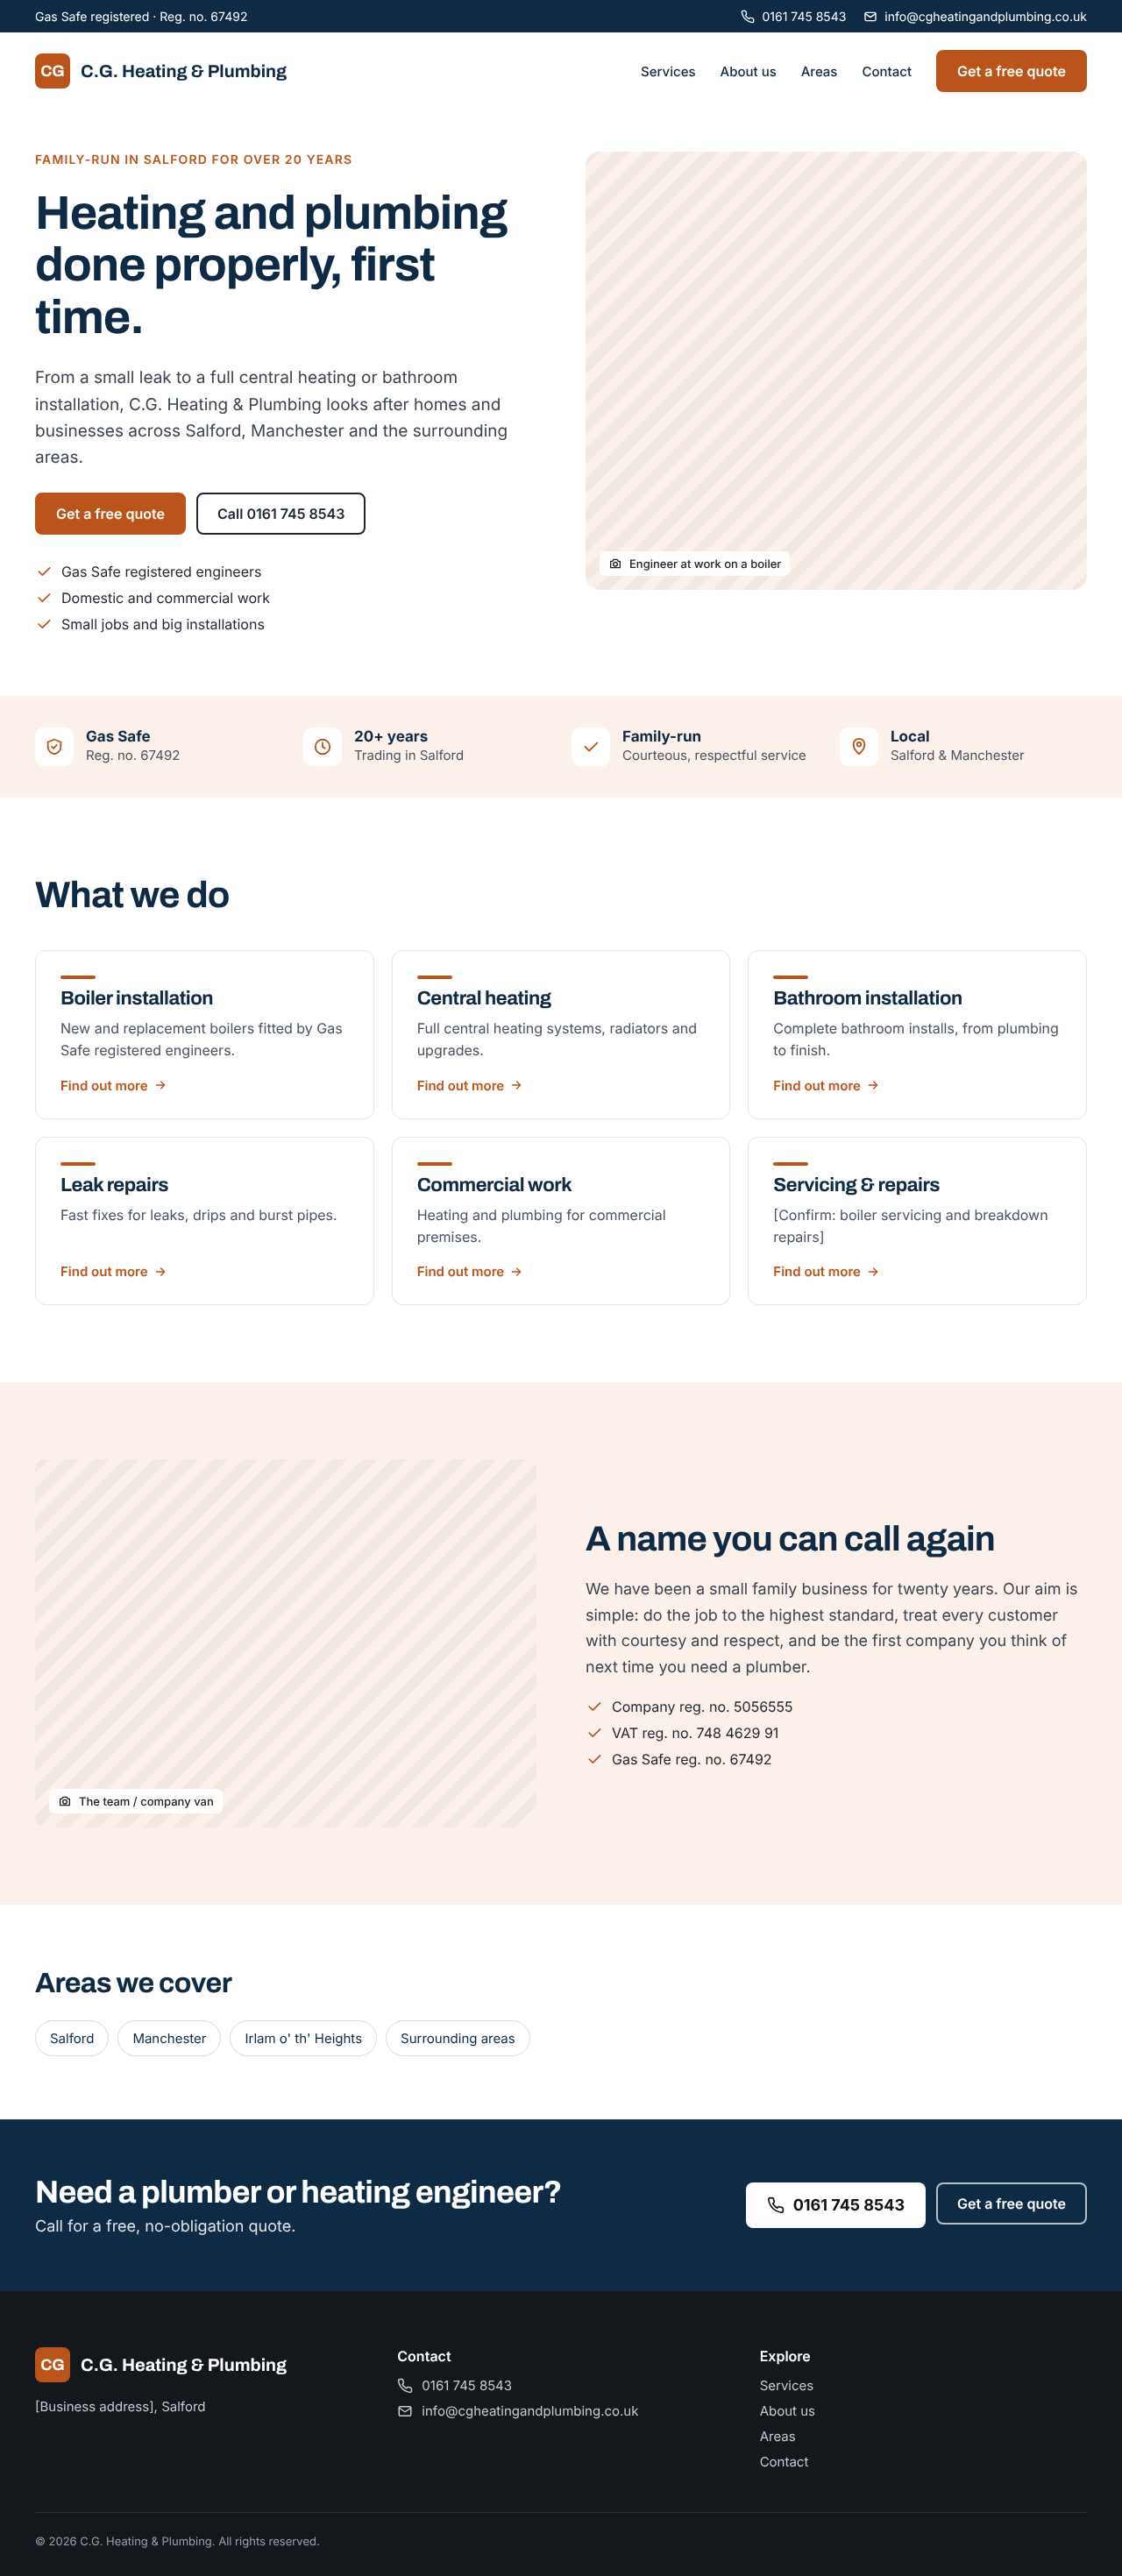 Gas Safe registered · Reg. no. 67492
0161 745 8543
info@cgheatingandplumbing.co.uk
CG
C.G. Heating & Plumbing
Services
About us
Areas
Contact
Get a free quote
FAMILY-RUN IN SALFORD FOR OVER 20 YEARS
Heating and plumbing
done properly, first
time.
From a small leak to a full central heating or bathroom
installation, C.G. Heating & Plumbing looks after homes and
businesses across Salford, Manchester and the surrounding
areas.
Get a free quote
Call 0161 745 8543
Gas Safe registered engineers
Domestic and commercial work
Small jobs and big installations
Engineer at work on a boiler
Gas Safe
Reg. no. 67492
20+ years
Trading in Salford
Family-run
Courteous, respectful service
Local
Salford & Manchester
What we do
Boiler installation
New and replacement boilers fitted by Gas
Safe registered engineers.
Find out more →
Central heating
Full central heating systems, radiators and
upgrades.
Find out more →
Bathroom installation
Complete bathroom installs, from plumbing
to finish.
Find out more →
Leak repairs
Fast fixes for leaks, drips and burst pipes.
Find out more →
Commercial work
Heating and plumbing for commercial
premises.
Find out more →
Servicing & repairs
[Confirm: boiler servicing and breakdown
repairs]
Find out more →
The team / company van
A name you can call again
We have been a small family business for twenty years. Our aim is
simple: do the job to the highest standard, treat every customer
with courtesy and respect, and be the first company you think of
next time you need a plumber.
Company reg. no. 5056555
VAT reg. no. 748 4629 91
Gas Safe reg. no. 67492
Areas we cover
Salford
Manchester
Irlam o' th' Heights
Surrounding areas
Need a plumber or heating engineer?
Call for a free, no-obligation quote.
0161 745 8543
Get a free quote
CG
C.G. Heating & Plumbing
[Business address], Salford
Contact
0161 745 8543
info@cgheatingandplumbing.co.uk
Explore
Services
About us
Areas
Contact
© 2026 C.G. Heating & Plumbing. All rights reserved.